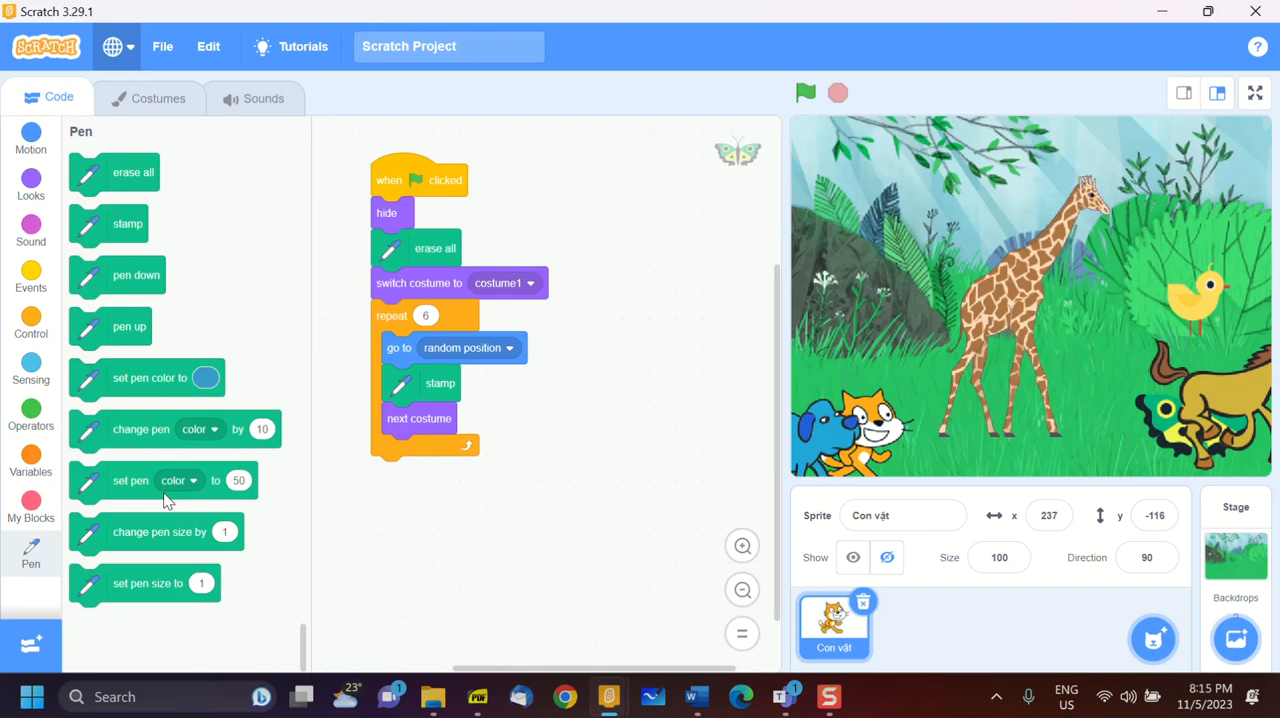 Scratch 3.29.1
SCRATCH
File
Edit
Tutorials
Scratch Project
?
Code
Costumes
Sounds
Motion
Looks
Sound
Events
Control
Sensing
Operators
Variables
My Blocks
Pen
Pen
erase all
stamp
pen down
pen up
set pen color to
change pen color by 10
set pen color to 50
change pen size by 1
set pen size to 1
when clicked
hide
erase all
switch costume to costume1
repeat 6
go to random position
stamp
next costume
Sprite Con vật x 237 y -116
Show Size 100 Direction 90
Con vật
Stage
Backdrops
Search
23°
1
PDF
1
ENG
US
8:15 PM
11/5/2023